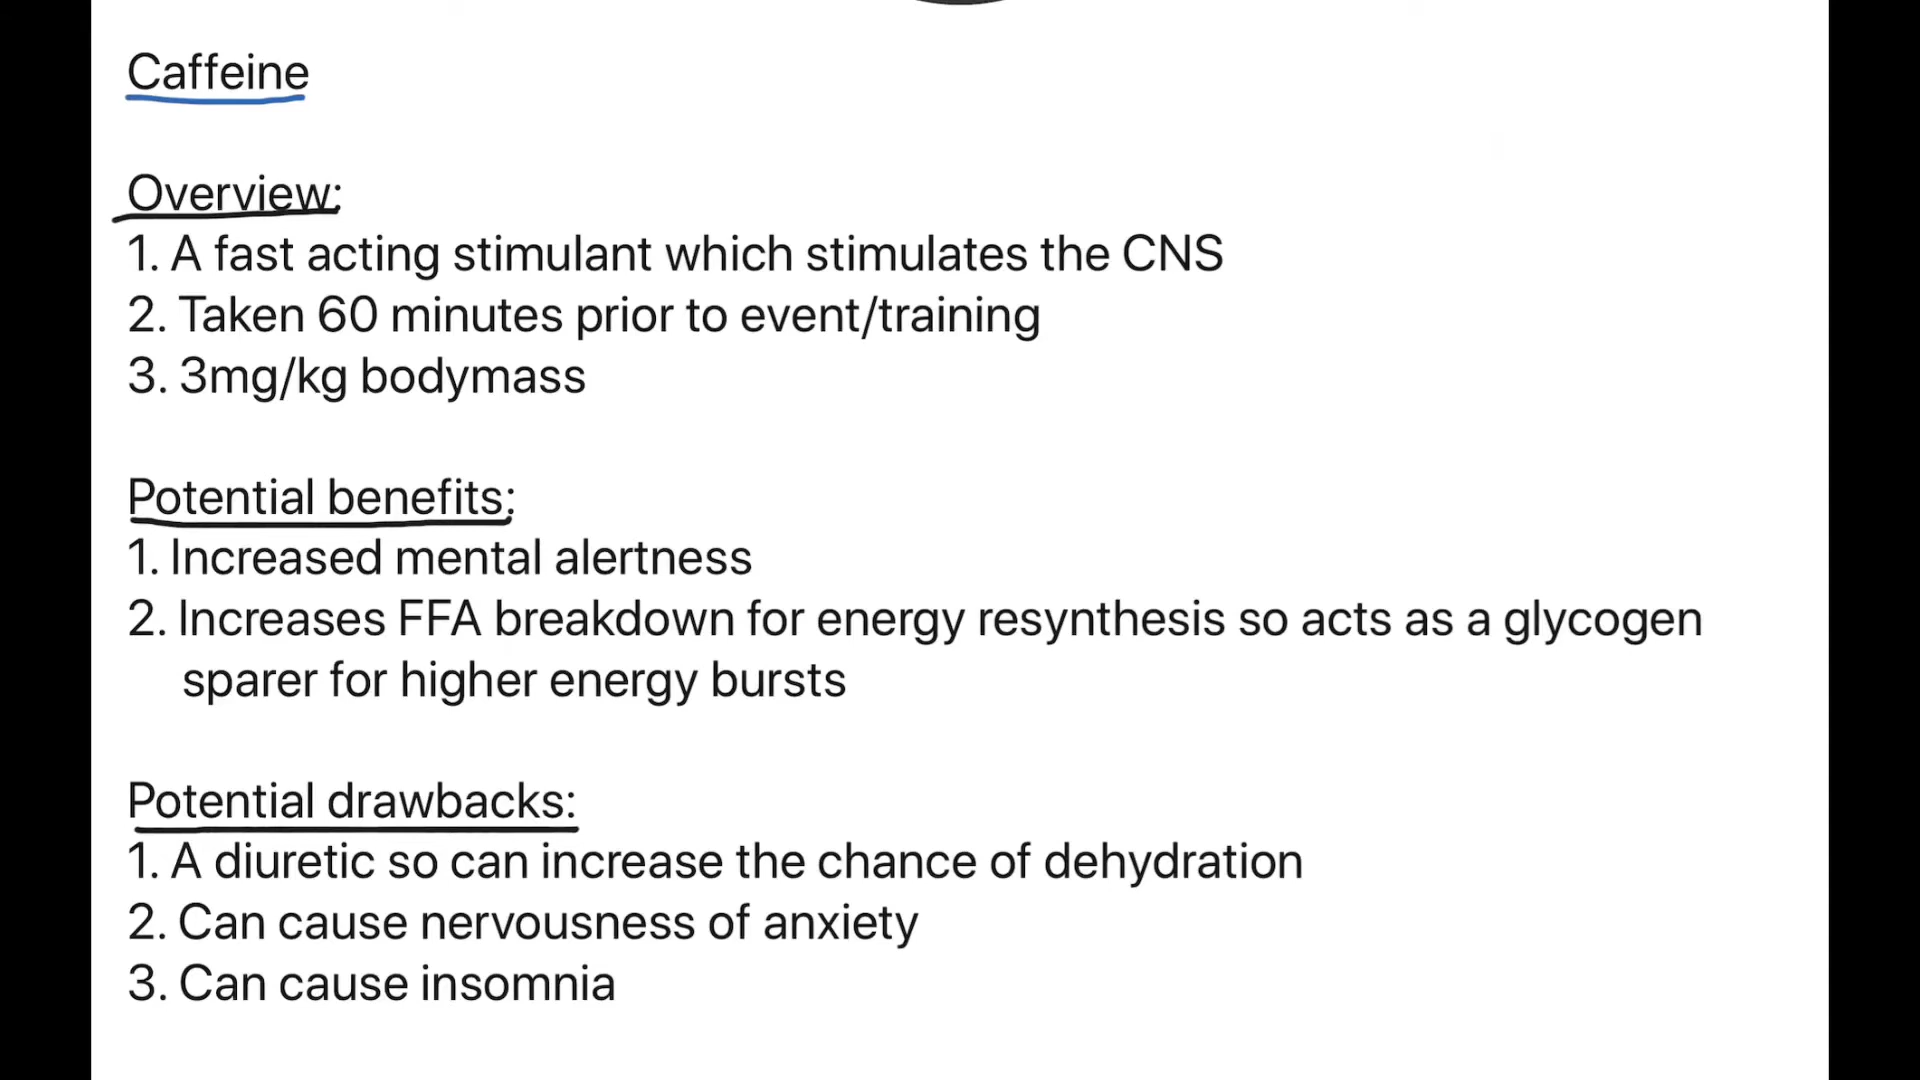 Caffeine
Overview:
1. A fast acting stimulant which stimulates the CNS
2. Taken 60 minutes prior to event/training
3. 3mg/kg bodymass
Potential benefits:
1. Increased mental alertness
2. Increases FFA breakdown for energy resynthesis so acts as a glycogen
sparer for higher energy bursts
Potential drawbacks:
1. A diuretic so can increase the chance of dehydration
2. Can cause nervousness of anxiety
3. Can cause insomnia